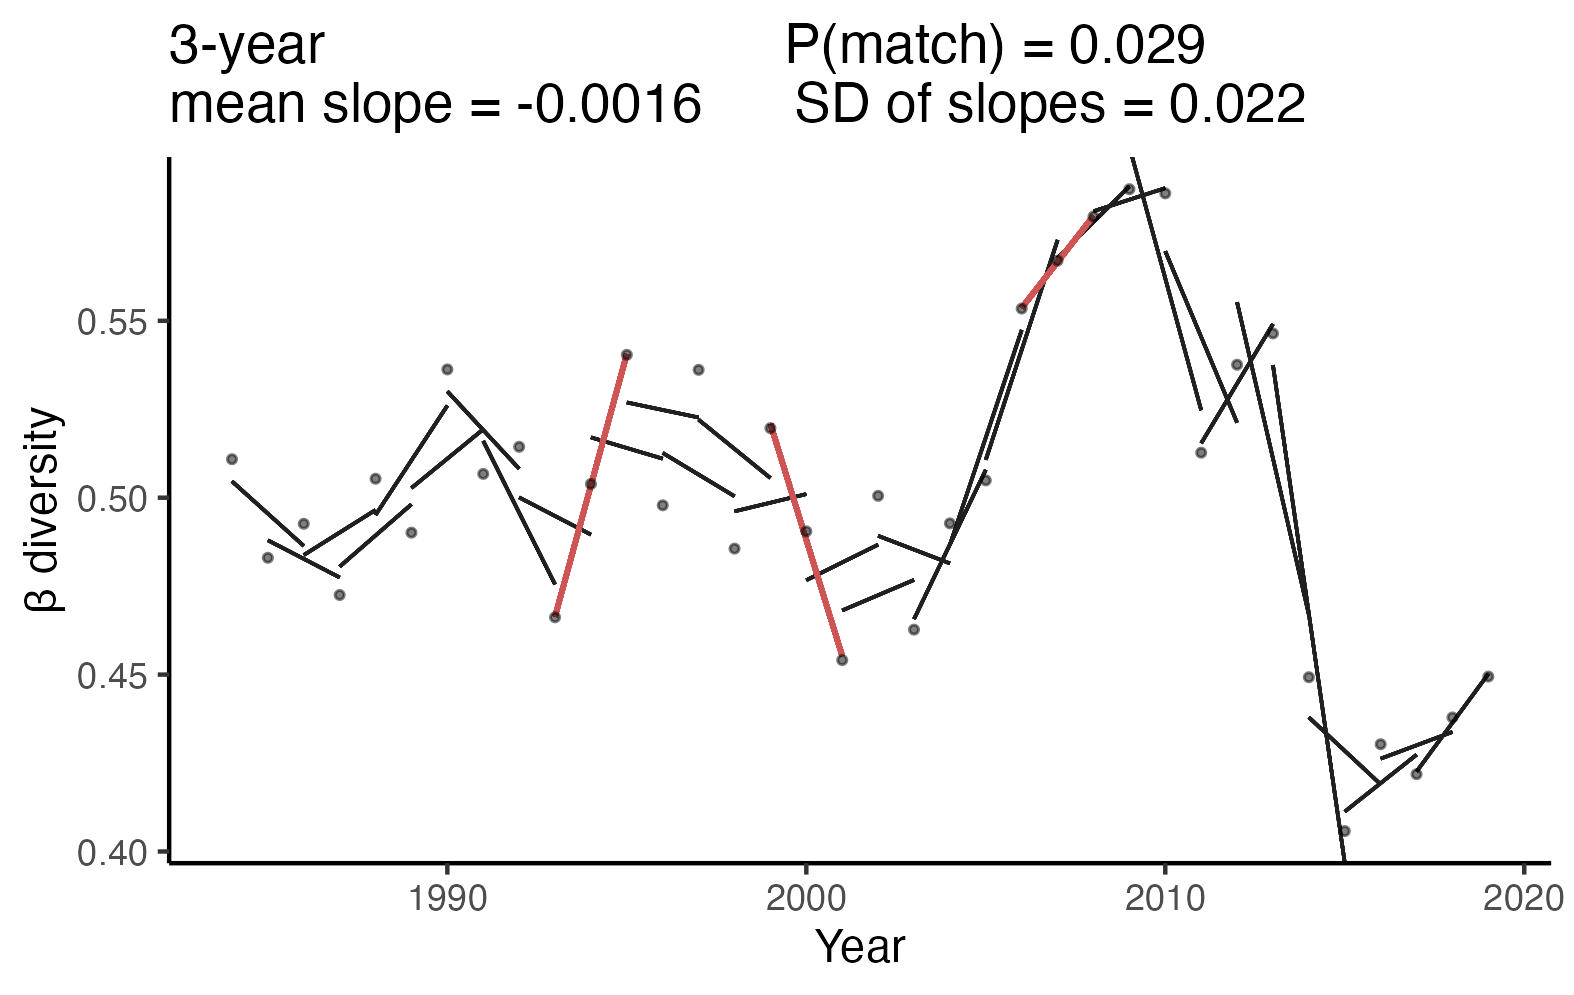 3-year P(match) = 0.029
mean slope = -0.0016 SD of slopes = 0.022
0.55
0.50
0.45
0.40
β diversity
1990 2000 2010 2020
Year